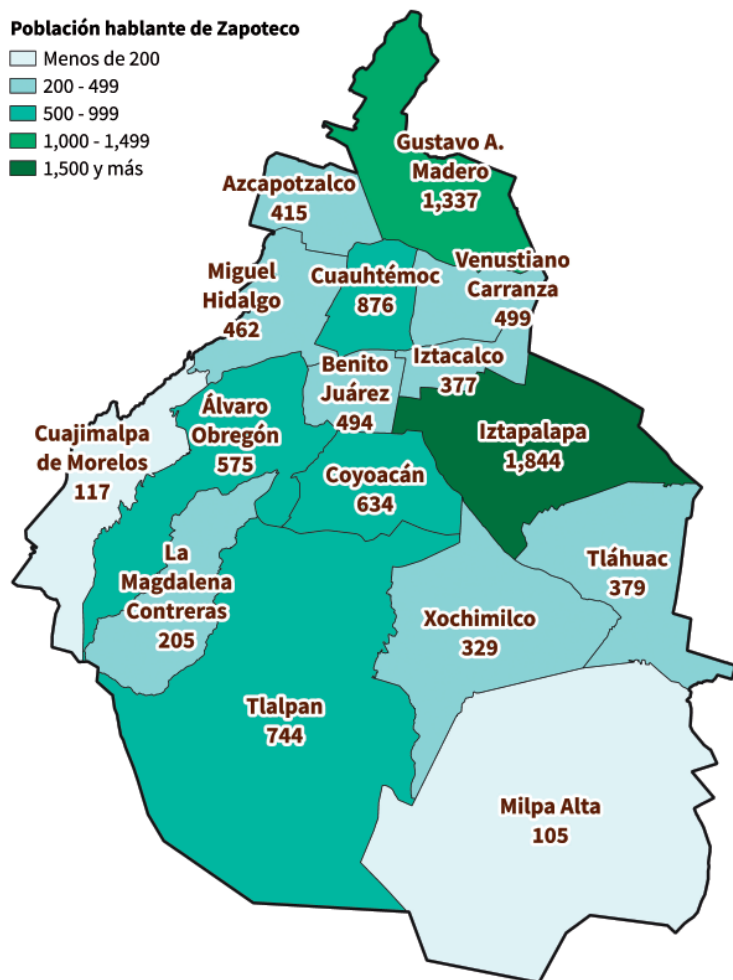 Población hablante de Zapoteco
Menos de 200
200 - 499
500 - 999
1,000 - 1,499
1,500 y más
Gustavo A.
Madero
1,337
Azcapotzalco
415
Miguel
Hidalgo
462
Cuauhtémoc
876
Venustiano
Carranza
499
Iztacalco
377
Benito
Juárez
494
Cuajimalpa
de Morelos
117
Álvaro
Obregón
575
Iztapalapa
1,844
Coyoacán
634
La
Magdalena
Contreras
205
Tláhuac
379
Xochimilco
329
Tlalpan
744
Milpa Alta
105